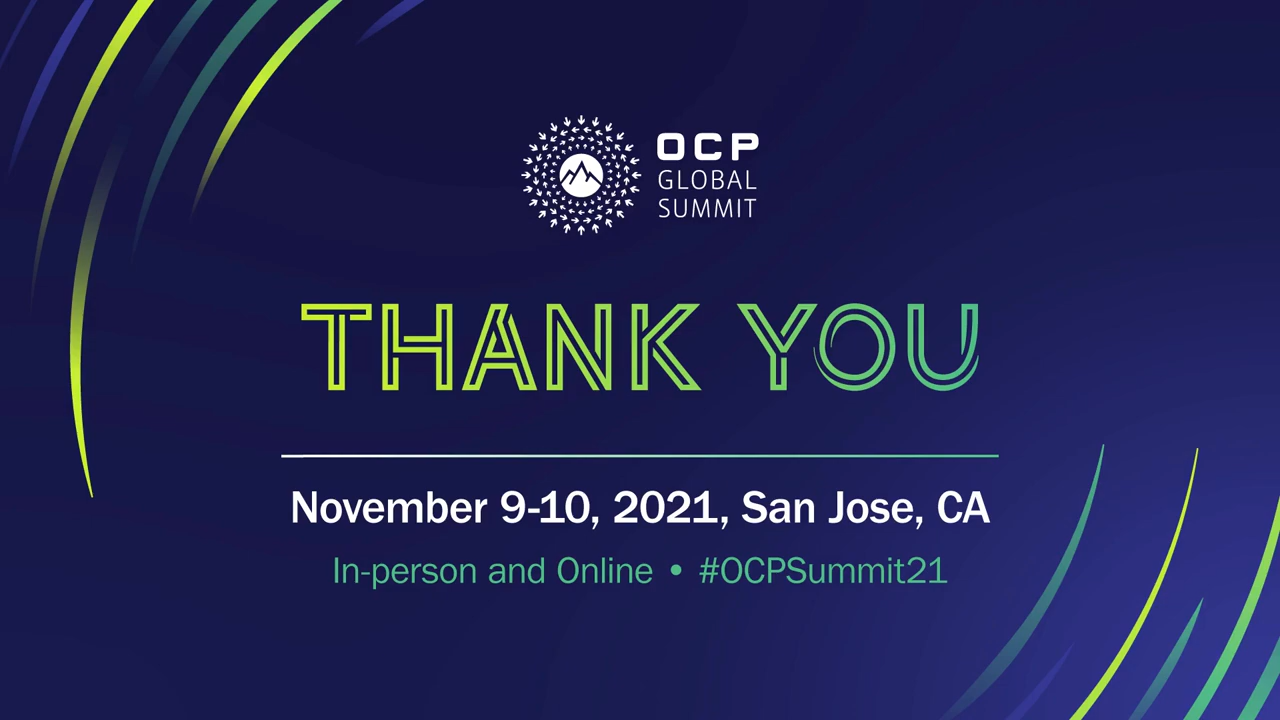 OCP
GLOBAL
SUMMIT
THANK YOU
November 9-10, 2021, San Jose, CA
In-person and Online • #OCPSummit21